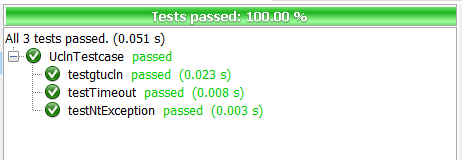 Tests passed: 100.00 %
All 3 tests passed. (0.051 s)
UclnTestcase passed
testgtucln passed (0.023 s)
testTimeout passed (0.008 s)
testNtException passed (0.003 s)